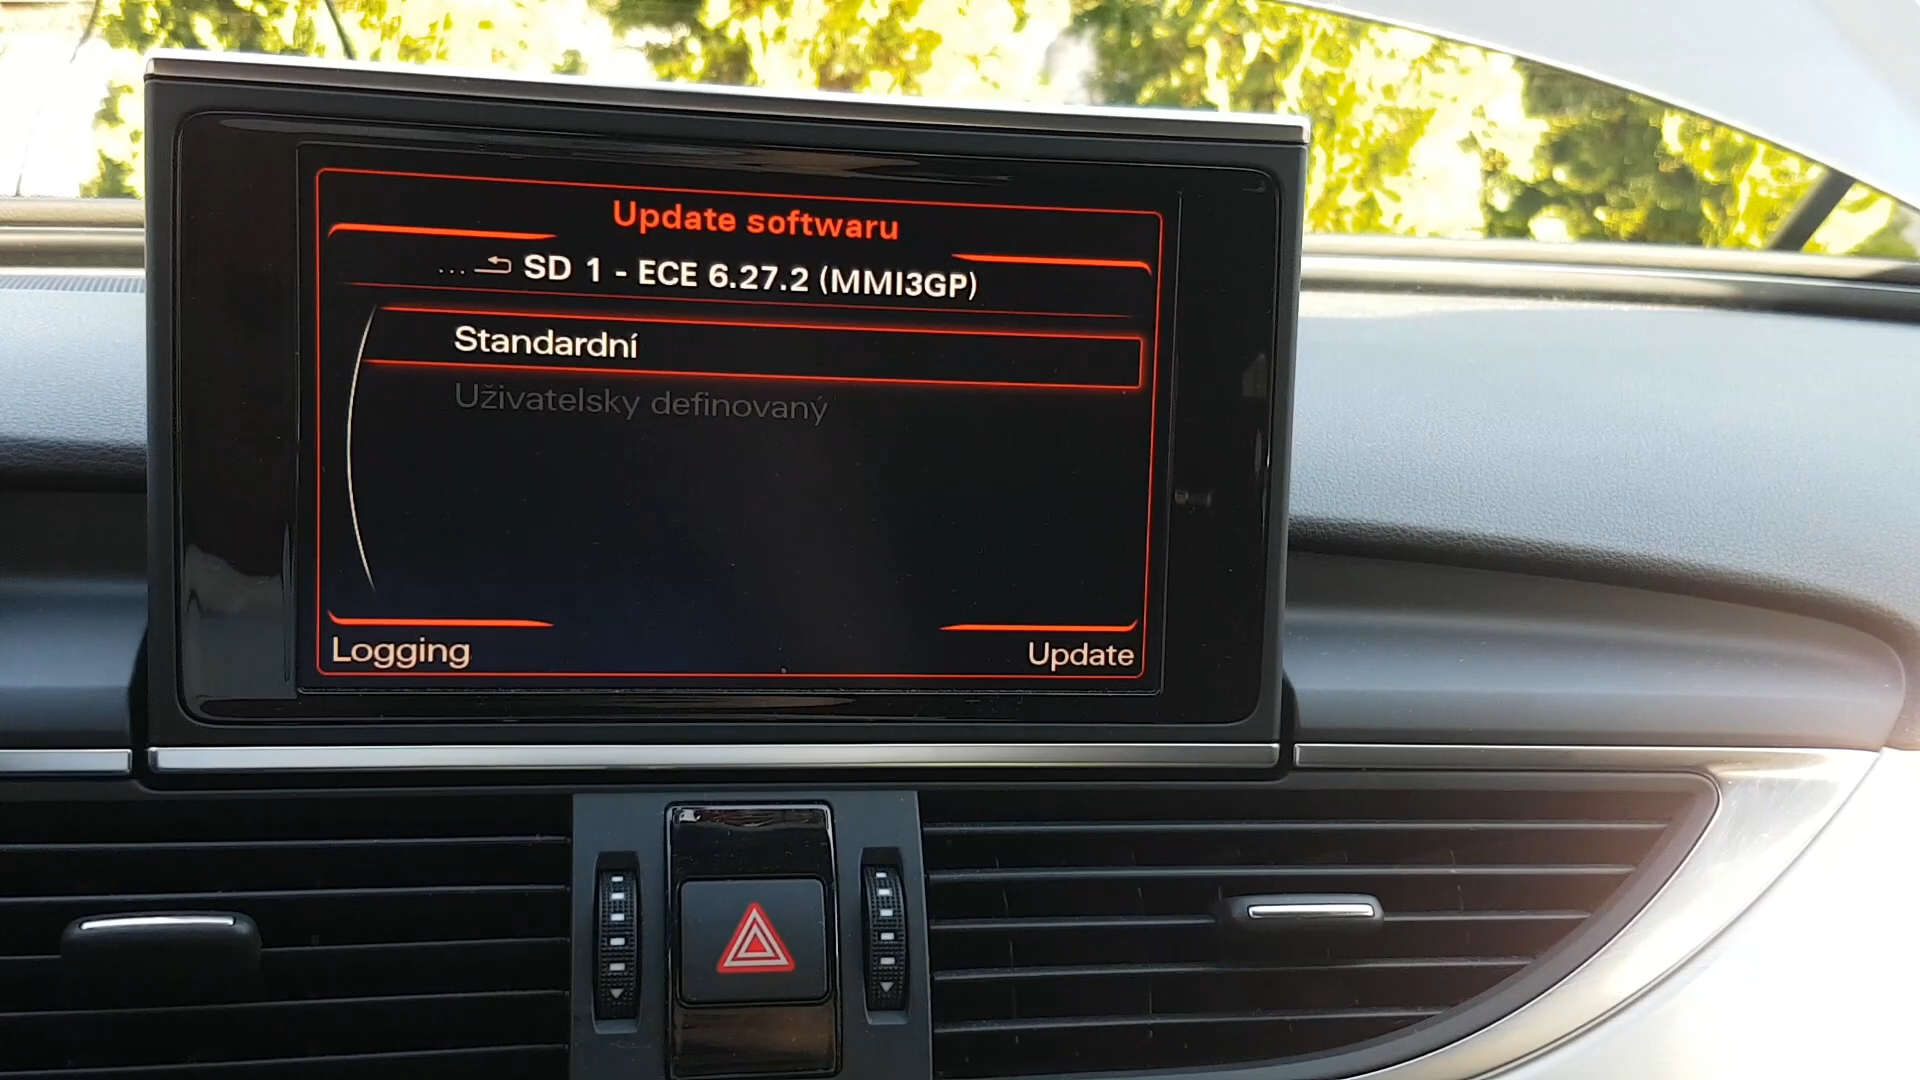 Update softwaru
... SD 1 - ECE 6.27.2 (MMI3GP)
Standardní
Uživatelsky definovaný
Logging
Update